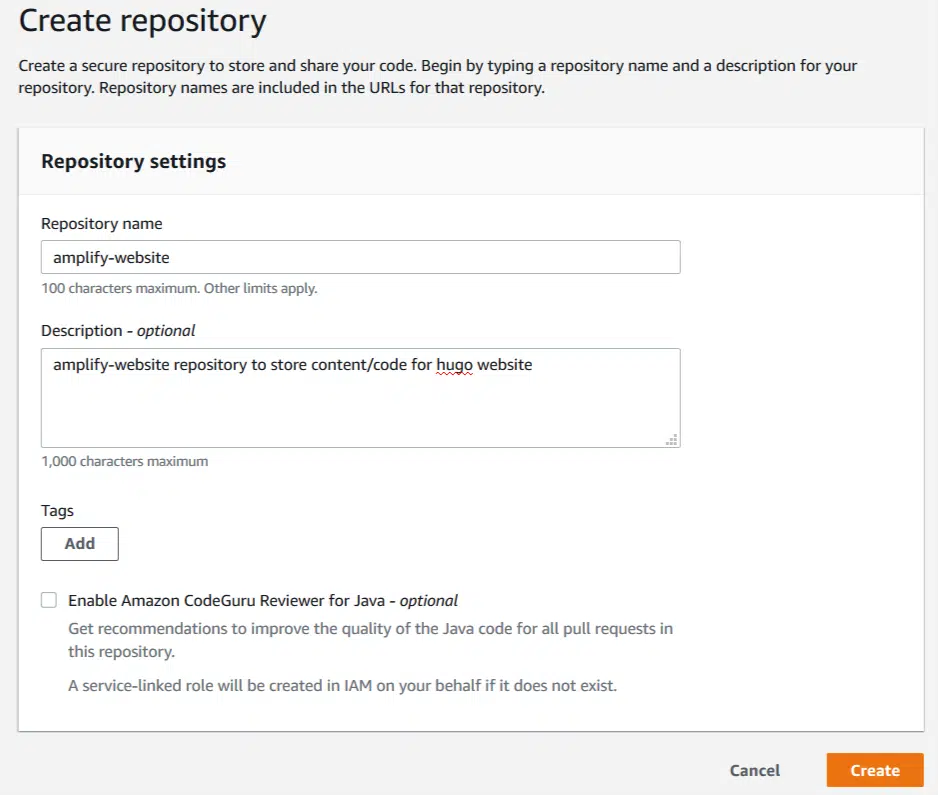 Create repository
Create a secure repository to store and share your code. Begin by typing a repository name and a description for your
repository. Repository names are included in the URLs for that repository.
Repository settings
Repository name
amplify-website
100 characters maximum. Other limits apply.
Description - optional
amplify-website repository to store content/code for hugo website
1,000 characters maximum
Tags
Add
Enable Amazon CodeGuru Reviewer for Java - optional
Get recommendations to improve the quality of the Java code for all pull requests in
this repository.
A service-linked role will be created in IAM on your behalf if it does not exist.
Cancel
Create